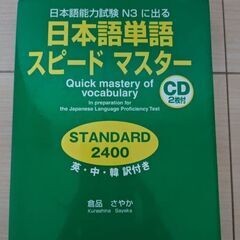 日本語能力試験 N3 に出る
日本語単語
スピード マスター
Quick mastery of
vocabulary
In preparation for
the Japanese Language Proficiency Test
CD
2枚付
STANDARD
2400
英・中・韓 訳付き
倉品 さやか
Kurashina Sayaka